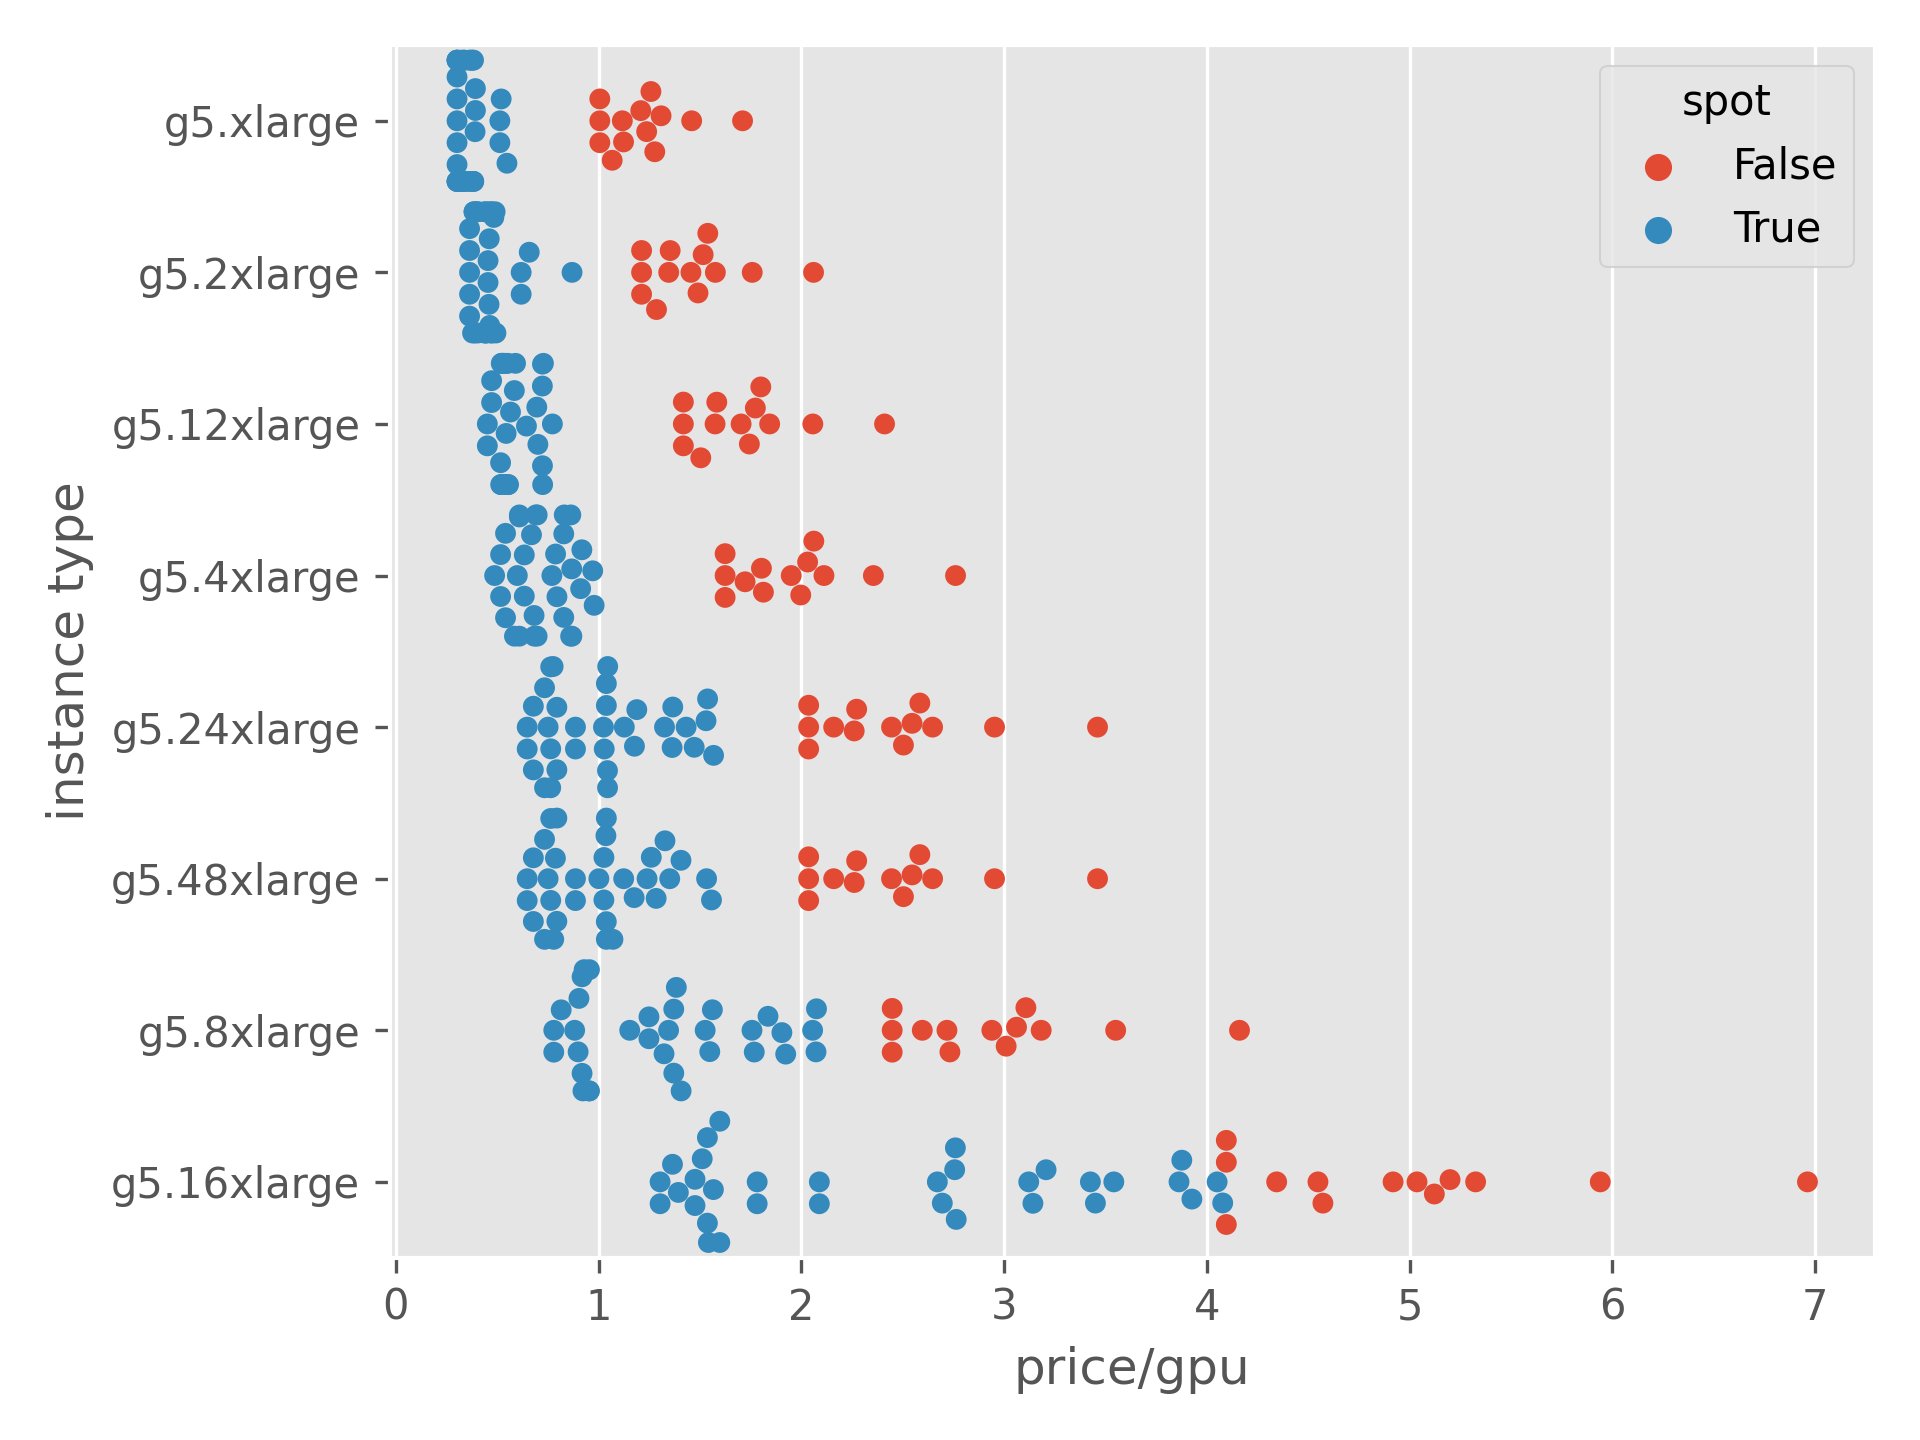 spot
False
True
g5.xlarge
g5.2xlarge
g5.12xlarge
g5.4xlarge
g5.24xlarge
g5.48xlarge
g5.8xlarge
g5.16xlarge
instance type
0 1 2 3 4 5 6 7
price/gpu